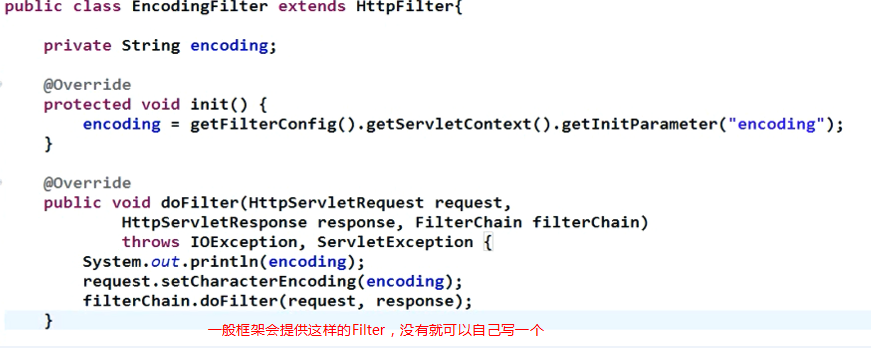 public class EncodingFilter extends HttpFilter{
private String encoding;
@Override
protected void init() {
encoding = getFilterConfig().getServletContext().getInitParameter("encoding");
}
@Override
public void doFilter(HttpServletRequest request,
HttpServletResponse response, FilterChain filterChain)
throws IOException, ServletException {
System.out.println(encoding);
request.setCharacterEncoding(encoding);
filterChain.doFilter(request, response);
}
一般框架会提供这样的Filter，没有就可以自己写一个